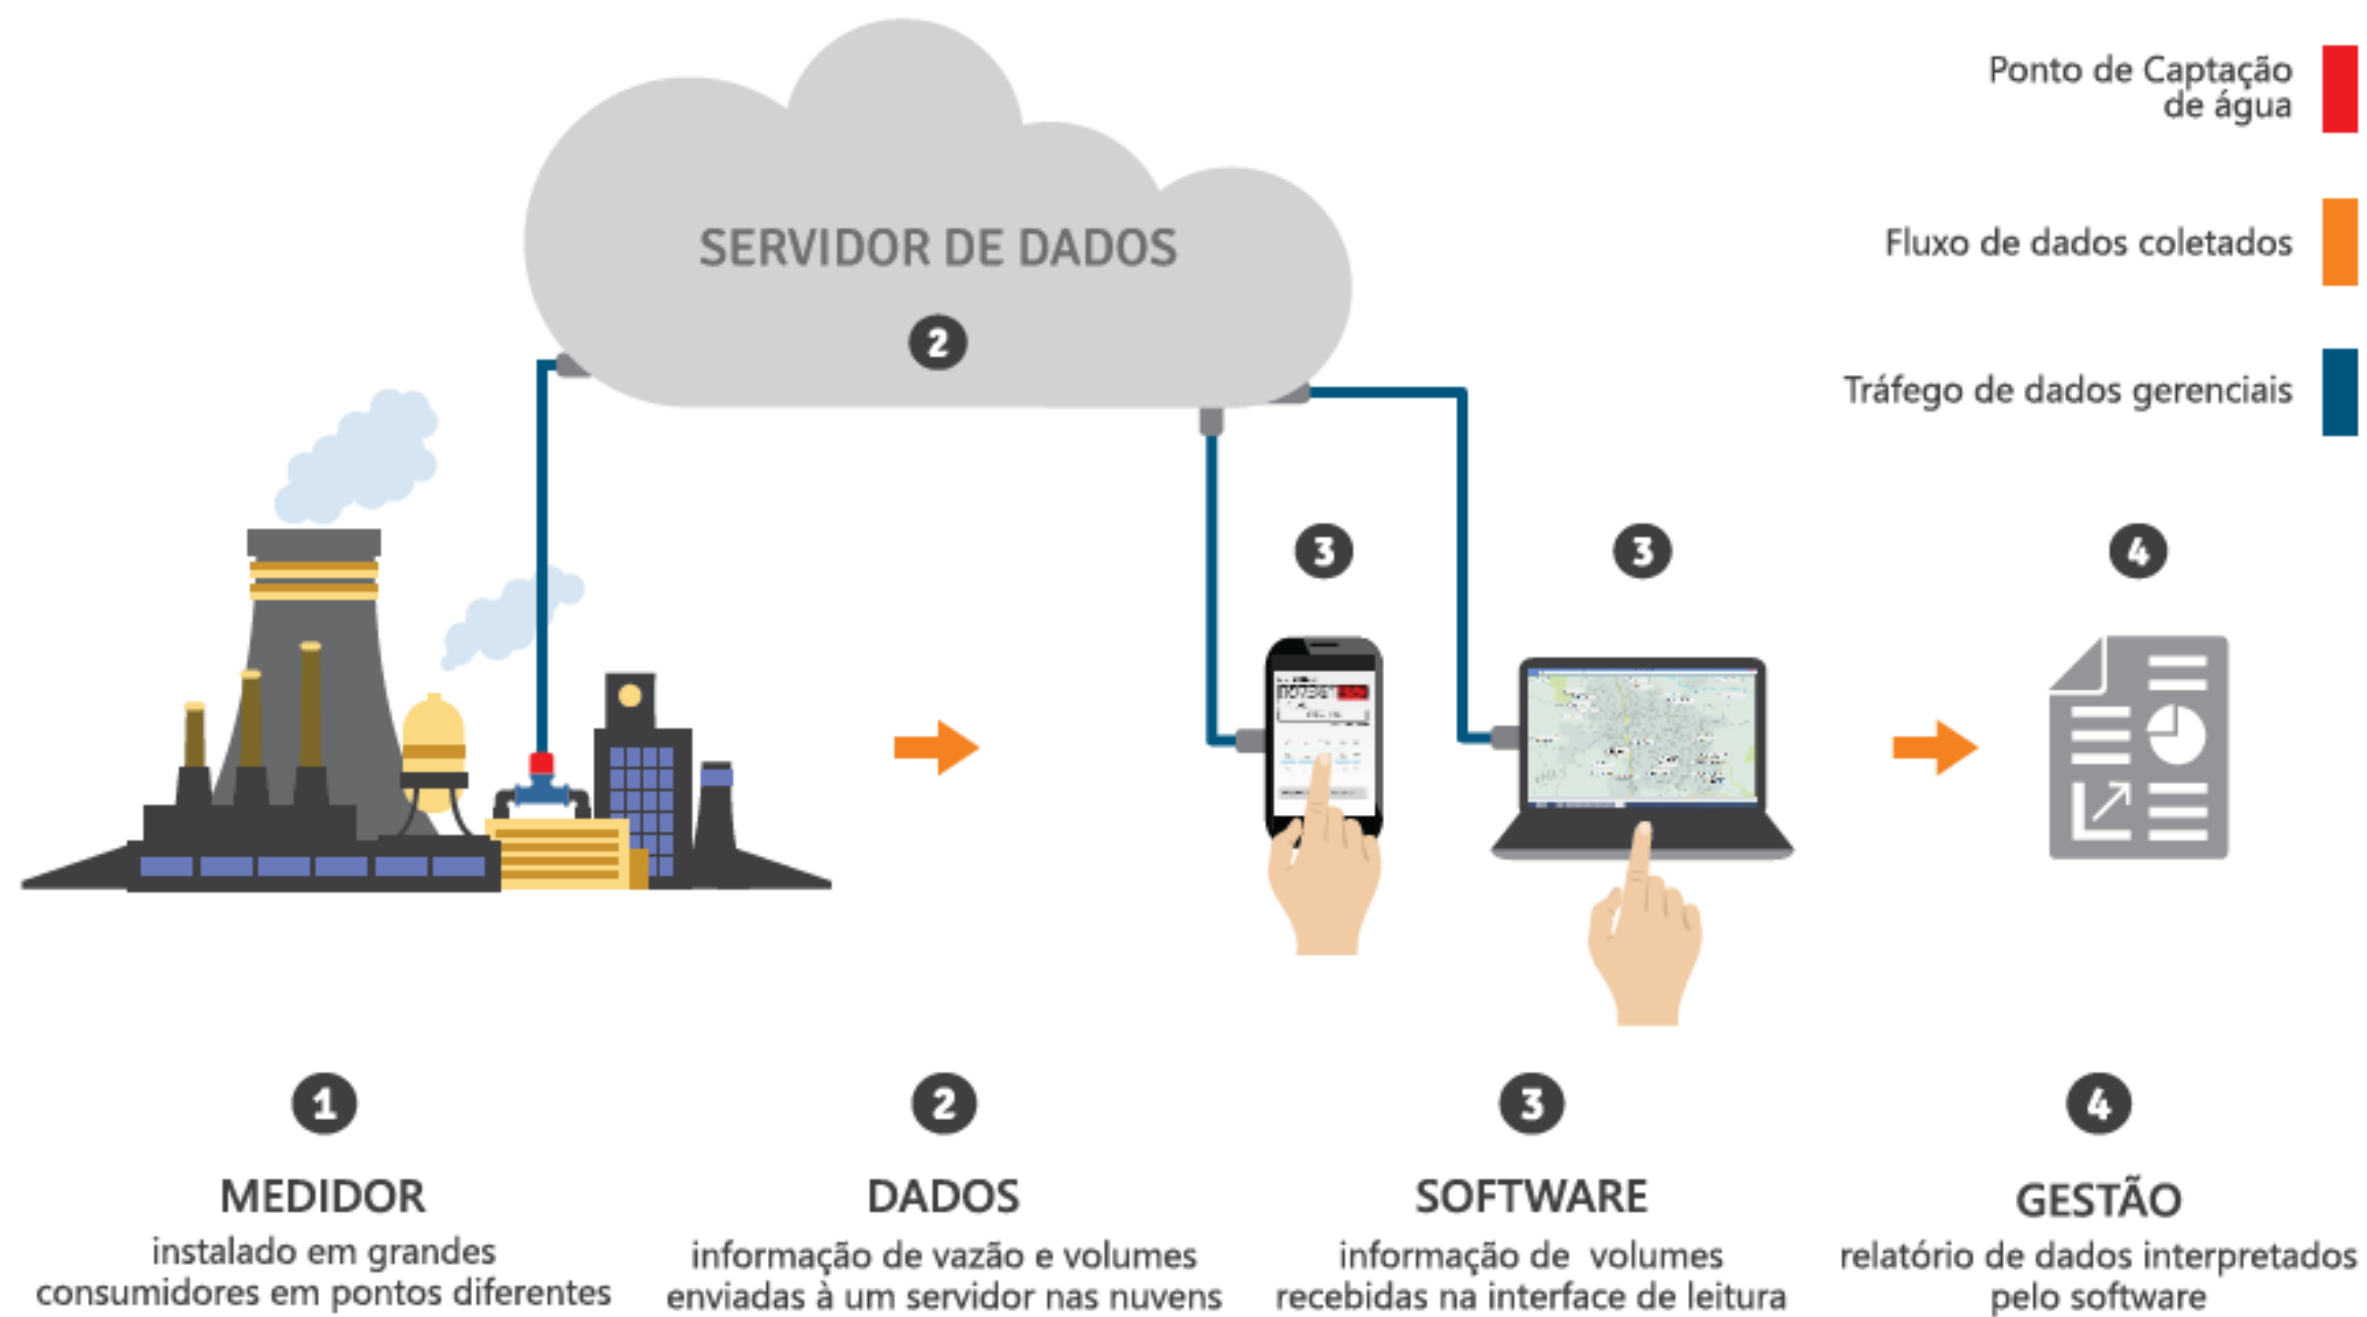 Ponto de Captação
de água
SERVIDOR DE DADOS
Fluxo de dados coletados
2
Tráfego de dados gerenciais
3
3
4
1
MEDIDOR
instalado em grandes
consumidores em pontos diferentes
2
DADOS
informação de vazão e volumes
enviadas à um servidor nas nuvens
3
SOFTWARE
informação de volumes
recebidas na interface de leitura
4
GESTÃO
relatório de dados interpretados
pelo software